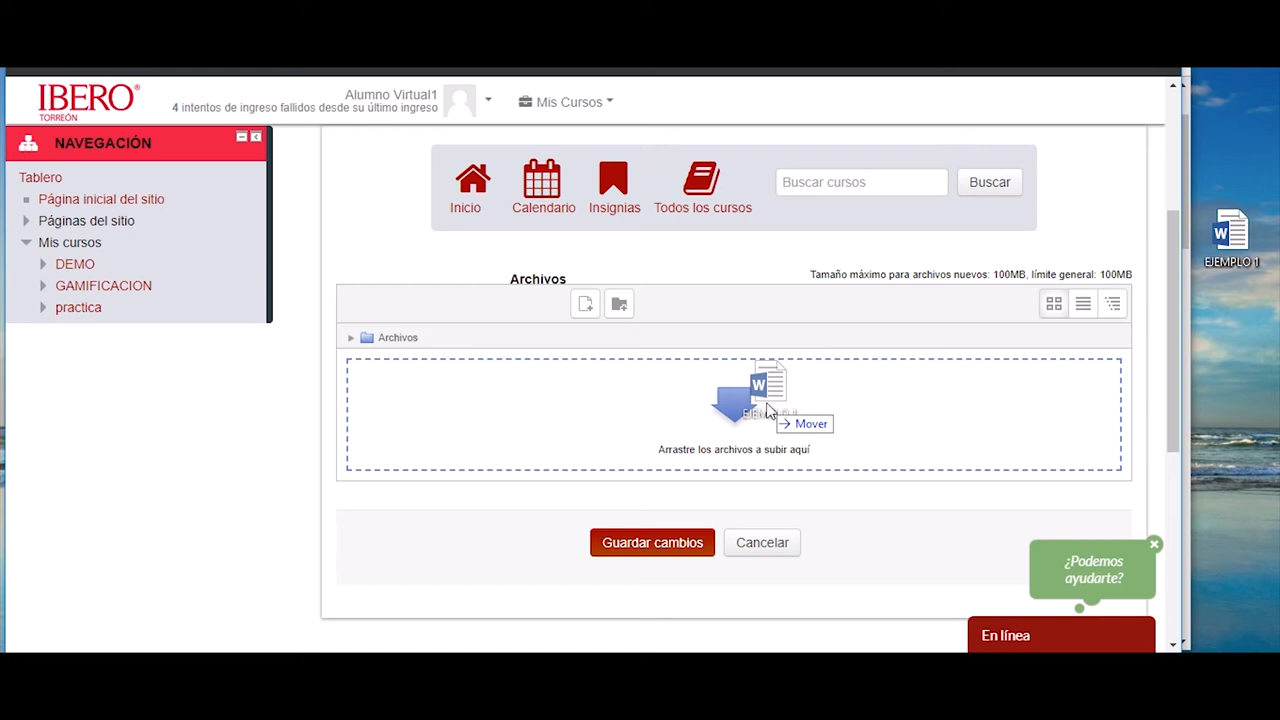 IBERO
TORREÓN
Alumno Virtual1
4 intentos de ingreso fallidos desde su último ingreso
Mis Cursos
NAVEGACIÓN
Tablero
Página inicial del sitio
Páginas del sitio
Mis cursos
DEMO
GAMIFICACION
practica
Inicio
Calendario
Insignias
Todos los cursos
Buscar cursos
Buscar
Archivos
Tamaño máximo para archivos nuevos: 100MB, límite general: 100MB
Archivos
W
Mover
Arrastre los archivos a subir aquí
Guardar cambios
Cancelar
¿Podemos
ayudarte?
En línea
W
EJEMPLO 1